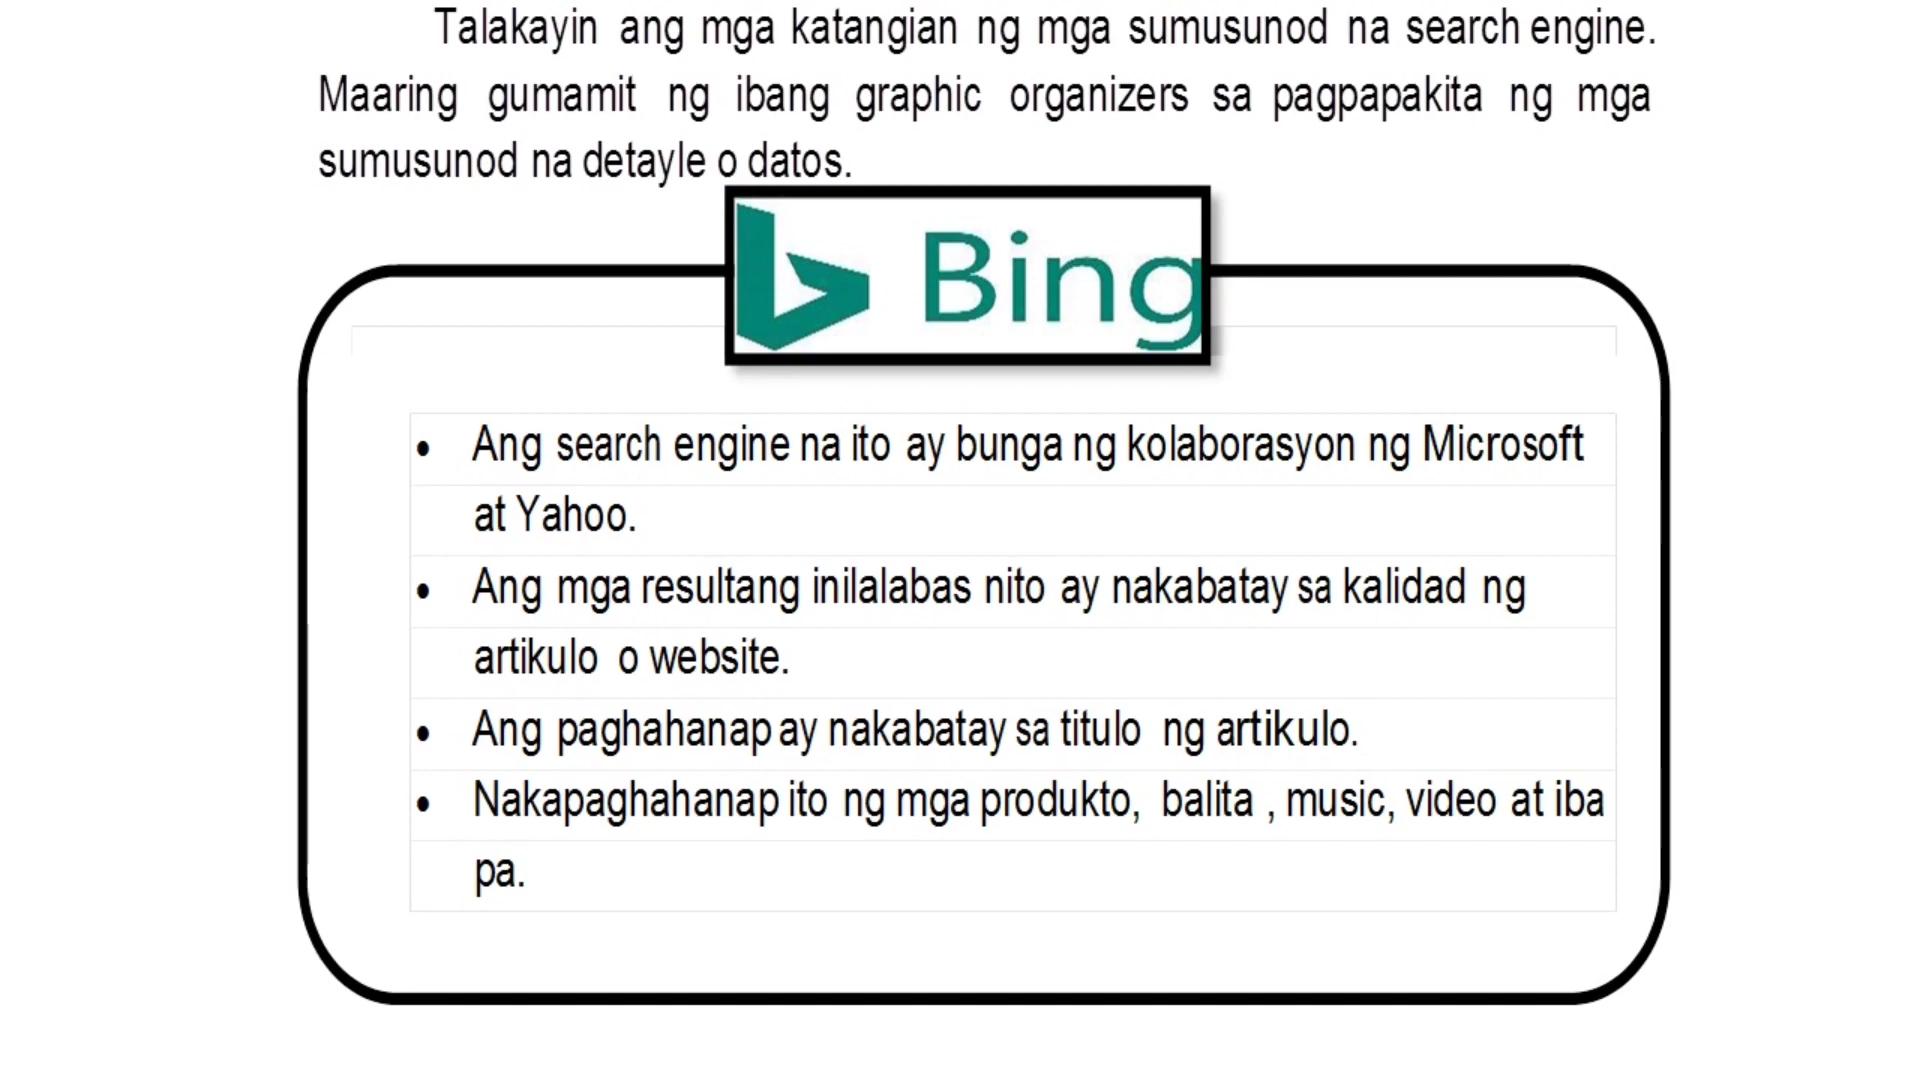 Talakayin ang mga katangian ng mga sumusunod na search engine.
Maaring gumamit ng ibang graphic organizers sa pagpapakita ng mga
sumusunod na detayle o datos.
Bing
• Ang search engine na ito ay bunga ng kolaborasyon ng Microsoft
at Yahoo.
• Ang mga resultang inilalabas nito ay nakabatay sa kalidad ng
artikulo o website.
• Ang paghahanap ay nakabatay sa titulo ng artikulo.
• Nakapaghahanap ito ng mga produkto, balita , music, video at iba
pa.